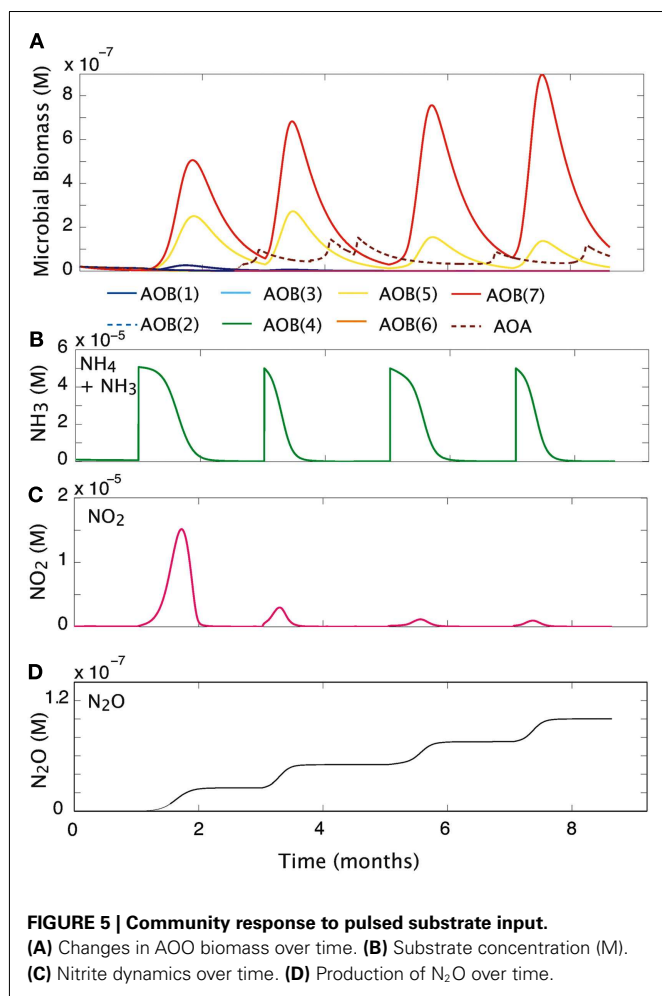 A
x 10⁻⁷
8
4
0
Microbial Biomass (M)
AOB(1) AOB(3) AOB(5) AOB(7)
AOB(2) AOB(4) AOB(6) AOA
B
x 10⁻⁵
6
4
2
0
NH3 (M)
NH4
+ NH3
C
x 10⁻⁵
2
1
0
NO₂ (M)
NO₂
D
x 10⁻⁷
1.2
0
N₂O (M)
N₂O
0 2 4 6 8
Time (months)
FIGURE 5 | Community response to pulsed substrate input.
(A) Changes in AOO biomass over time. (B) Substrate concentration (M).
(C) Nitrite dynamics over time. (D) Production of N₂O over time.